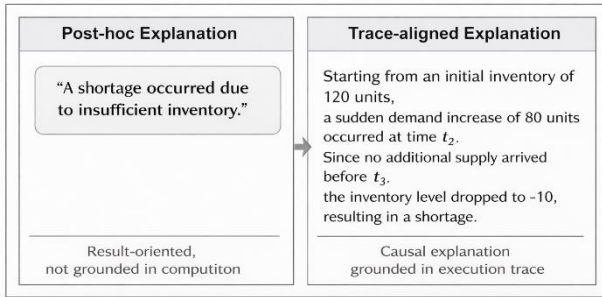 Post-hoc Explanation
“A shortage occurred due
to insufficient inventory.”
Result-oriented,
not grounded in computiton
Trace-aligned Explanation
Starting from an initial inventory of
120 units,
a sudden demand increase of 80 units
occurred at time t₂.
Since no additional supply arrived
before t₃.
the inventory level dropped to -10,
resulting in a shortage.
Causal explanation
grounded in execution trace